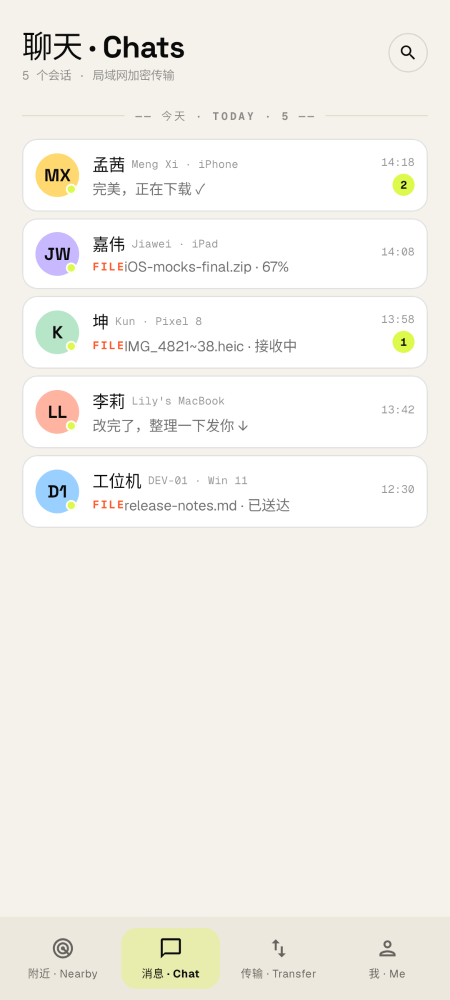 聊天 · Chats
5 个会话 · 局域网加密传输
—— 今天 · TODAY · 5 ——
MX
孟茜 Meng Xi · iPhone
14:18
完美，正在下载 ✓
2
JW
嘉伟 Jiawei · iPad
14:08
FILE iOS-mocks-final.zip · 67%
K
坤 Kun · Pixel 8
13:58
FILE IMG_4821~38.heic · 接收中
1
LL
李莉 Lily's MacBook
13:42
改完了，整理一下发你 ↓
D1
工位机 DEV-01 · Win 11
12:30
FILE release-notes.md · 已送达
附近 · Nearby
消息 · Chat
传输 · Transfer
我 · Me